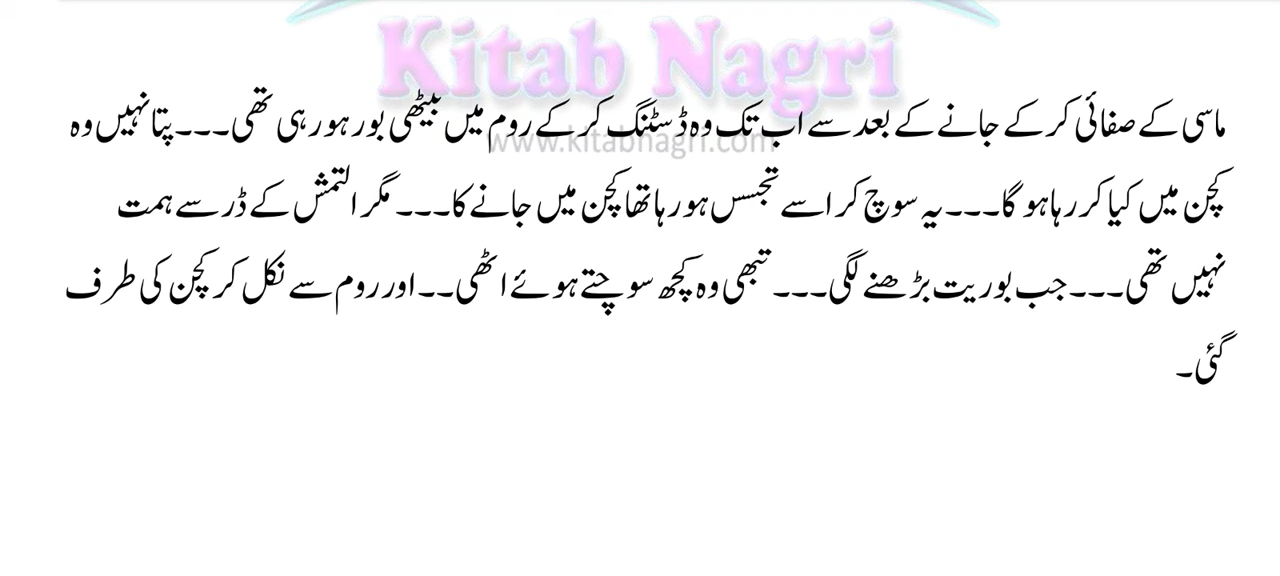 Kitab Nagri
www.kitabnagri.com
ماسی کے صفائی کر کے جانے کے بعد سے اب تک وہ ڈسٹنگ کر کے روم میں بیٹھی بور ہو رہی تھی۔۔۔ پتا نہیں وہ
کچن میں کیا کر رہا ہو گا۔۔۔ یہ سوچ کر اسے تجسس ہو رہا تھا کچن میں جانے کا۔۔۔ مگر التمش کے ڈر سے ہمت
نہیں تھی۔۔۔ جب بوریت بڑھنے لگی۔۔۔ تبھی وہ کچھ سوچتے ہوئے اٹھی۔۔ اور روم سے نکل کر کچن کی طرف
گئی۔